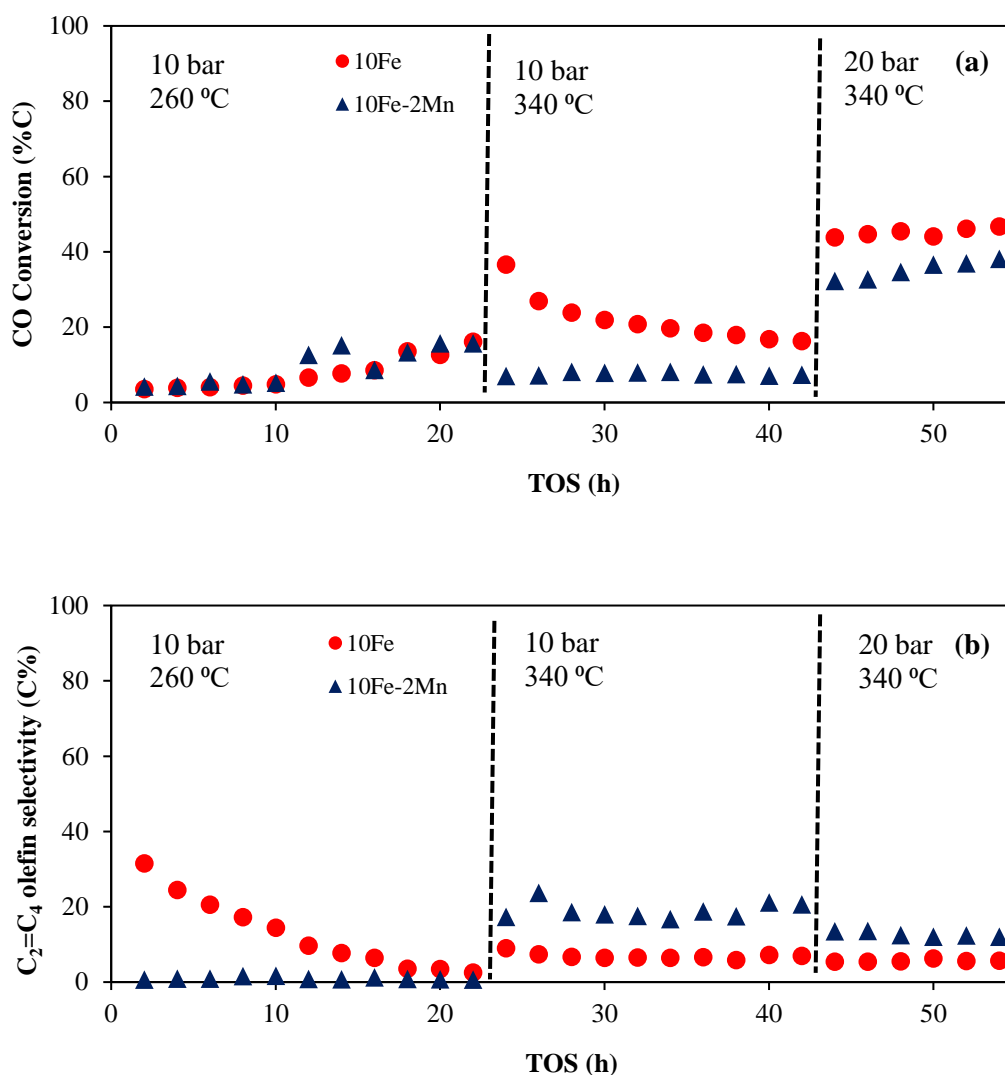 10 bar
260 ºC
10Fe
10Fe-2Mn
10 bar
340 ºC
20 bar
340 ºC
(a)
100
80
60
40
20
0
CO Conversion (%C)
0 10 20 30 40 50
TOS (h)
10 bar
260 ºC
10Fe
10Fe-2Mn
10 bar
340 ºC
20 bar
340 ºC
(b)
100
80
60
40
20
0
C2=C4 olefin selectivity (C%)
0 10 20 30 40 50
TOS (h)